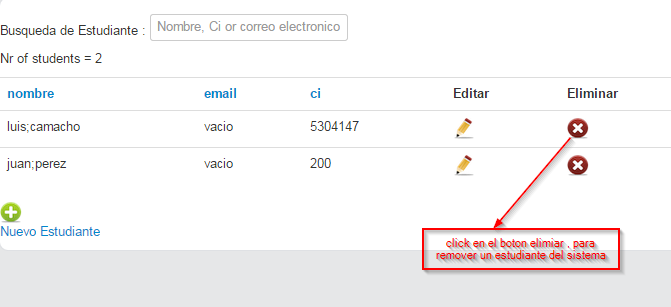 Busqueda de Estudiante : Nombre, Ci or correo electronico
Nr of students = 2
nombre email ci Editar Eliminar
luis;camacho vacio 5304147
juan;perez vacio 200
Nuevo Estudiante
click en el boton elimiar , para
remover un estudiante del sistema